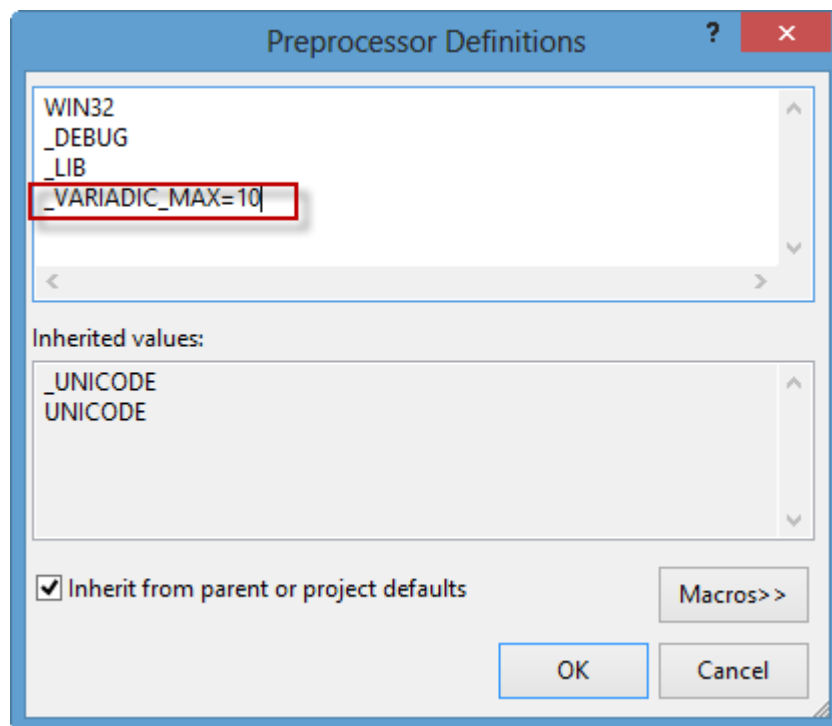 Preprocessor Definitions
?
WIN32
_DEBUG
_LIB
_VARIADIC_MAX=10
Inherited values:
_UNICODE
UNICODE
Inherit from parent or project defaults
Macros>>
OK
Cancel